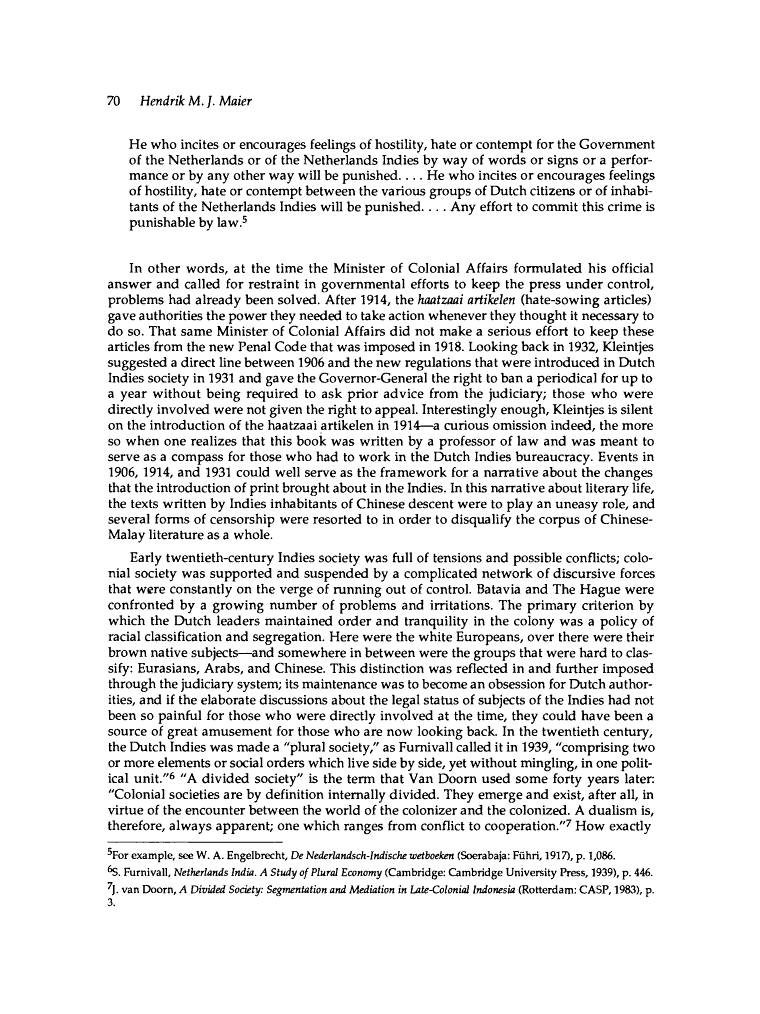 70 Hendrik M. J. Maier
He who incites or encourages feelings of hostility, hate or contempt for the Government
of the Netherlands or of the Netherlands Indies by way of words or signs or a perfor-
mance or by any other way will be punished. . . . He who incites or encourages feelings
of hostility, hate or contempt between the various groups of Dutch citizens or of inhabi-
tants of the Netherlands Indies will be punished. . . . Any effort to commit this crime is
punishable by law.5
In other words, at the time the Minister of Colonial Affairs formulated his official
answer and called for restraint in governmental efforts to keep the press under control,
problems had already been solved. After 1914, the haatzaai artikelen (hate-sowing articles)
gave authorities the power they needed to take action whenever they thought it necessary to
do so. That same Minister of Colonial Affairs did not make a serious effort to keep these
articles from the new Penal Code that was imposed in 1918. Looking back in 1932, Kleintjes
suggested a direct line between 1906 and the new regulations that were introduced in Dutch
Indies society in 1931 and gave the Governor-General the right to ban a periodical for up to
a year without being required to ask prior advice from the judiciary; those who were
directly involved were not given the right to appeal. Interestingly enough, Kleintjes is silent
on the introduction of the haatzaai artikelen in 1914—a curious omission indeed, the more
so when one realizes that this book was written by a professor of law and was meant to
serve as a compass for those who had to work in the Dutch Indies bureaucracy. Events in
1906, 1914, and 1931 could well serve as the framework for a narrative about the changes
that the introduction of print brought about in the Indies. In this narrative about literary life,
the texts written by Indies inhabitants of Chinese descent were to play an uneasy role, and
several forms of censorship were resorted to in order to disqualify the corpus of Chinese-
Malay literature as a whole.
Early twentieth-century Indies society was full of tensions and possible conflicts; colo-
nial society was supported and suspended by a complicated network of discursive forces
that were constantly on the verge of running out of control. Batavia and The Hague were
confronted by a growing number of problems and irritations. The primary criterion by
which the Dutch leaders maintained order and tranquility in the colony was a policy of
racial classification and segregation. Here were the white Europeans, over there were their
brown native subjects—and somewhere in between were the groups that were hard to clas-
sify: Eurasians, Arabs, and Chinese. This distinction was reflected in and further imposed
through the judiciary system; its maintenance was to become an obsession for Dutch author-
ities, and if the elaborate discussions about the legal status of subjects of the Indies had not
been so painful for those who were directly involved at the time, they could have been a
source of great amusement for those who are now looking back. In the twentieth century,
the Dutch Indies was made a "plural society," as Furnivall called it in 1939, "comprising two
or more elements or social orders which live side by side, yet without mingling, in one polit-
ical unit."6 "A divided society" is the term that Van Doorn used some forty years later:
"Colonial societies are by definition internally divided. They emerge and exist, after all, in
virtue of the encounter between the world of the colonizer and the colonized. A dualism is,
therefore, always apparent; one which ranges from conflict to cooperation."7 How exactly
5For example, see W. A. Engelbrecht, De Nederlandsch-Indische wetboeken (Soerabaja: Führi, 1917), p. 1,086.
6S. Furnivall, Netherlands India. A Study of Plural Economy (Cambridge: Cambridge University Press, 1939), p. 446.
7J. van Doorn, A Divided Society: Segmentation and Mediation in Late-Colonial Indonesia (Rotterdam: CASP, 1983), p.
3.